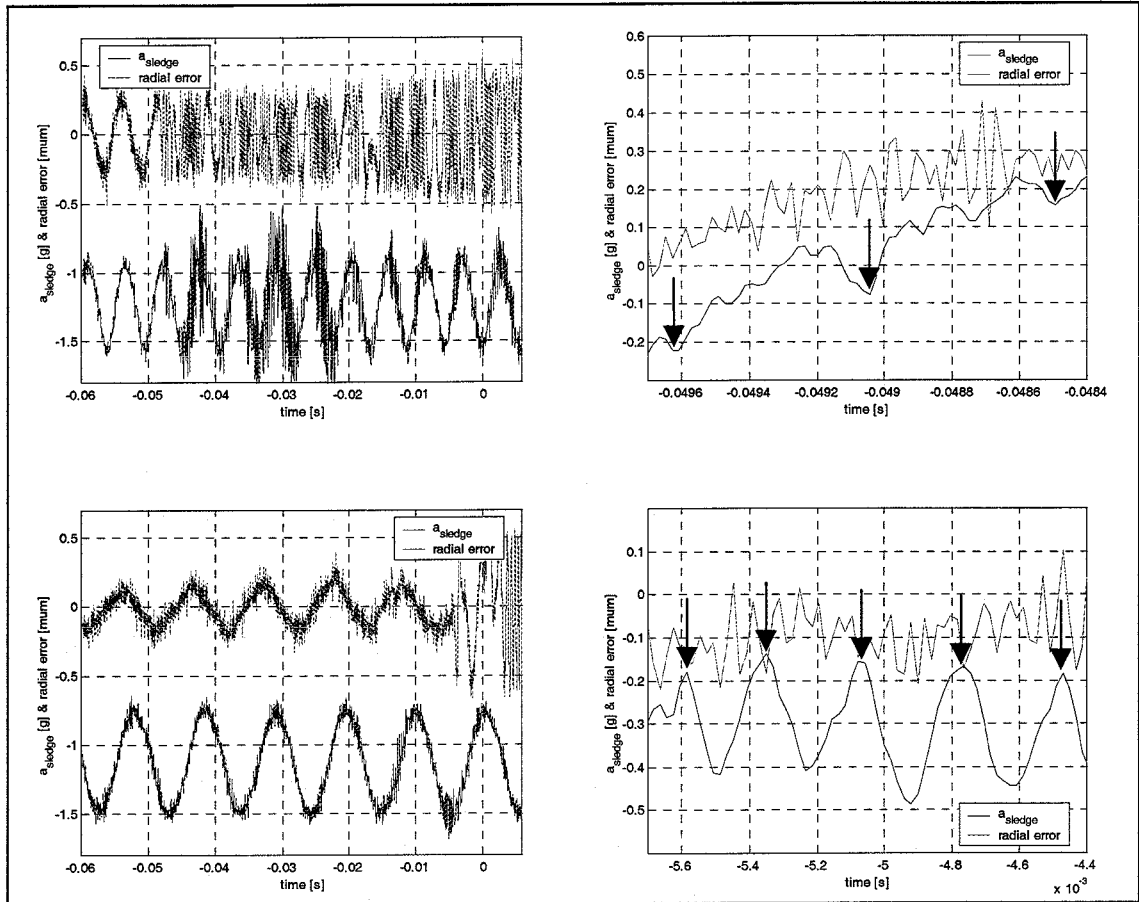 a_sledge
radial error
0.5
0
-0.5
-1
-1.5
a_sledge [g] & radial error [mum]
-0.06 -0.05 -0.04 -0.03 -0.02 -0.01 0
time [s]
a_sledge
radial error
0.6
0.5
0.4
0.3
0.2
0.1
0
-0.1
-0.2
a_sledge [g] & radial error [mum]
-0.0496 -0.0494 -0.0492 -0.049 -0.0488 -0.0486 -0.0484
time [s]
a_sledge
radial error
0.5
0
-0.5
-1
-1.5
a_sledge [g] & radial error [mum]
-0.06 -0.05 -0.04 -0.03 -0.02 -0.01 0
time [s]
0.1
0
-0.1
-0.2
-0.3
-0.4
-0.5
a_sledge [g] & radial error [mum]
a_sledge
radial error
-5.6 -5.4 -5.2 -5 -4.8 -4.6 -4.4
time [s]
x 10^-3